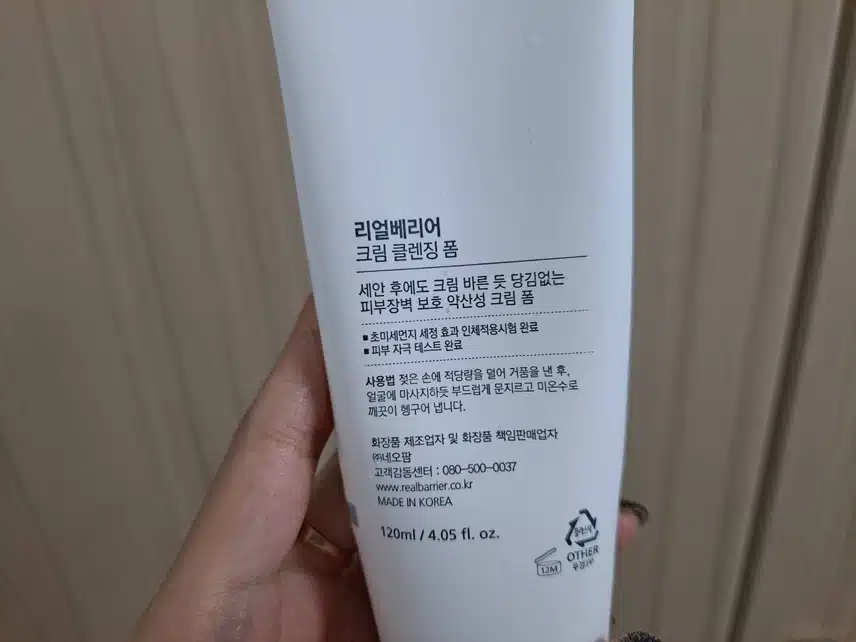 리얼베리어
크림 클렌징 폼
세안 후에도 크림 바른 듯 당김없는
피부장벽 보호 약산성 크림 폼
■ 초미세먼지 세정 효과 인체적용시험 완료
■ 피부 자극 테스트 완료
사용법 젖은 손에 적당량을 덜어 거품을 낸 후,
얼굴에 마사지하듯 부드럽게 문지르고 미온수로
깨끗이 헹구어 냅니다.
화장품 제조업자 및 화장품 책임판매업자
㈜네오팜
고객감동센터 : 080-500-0037
www.realbarrier.co.kr
MADE IN KOREA
120ml / 4.05 fl. oz.
플라스틱
OTHER
12M